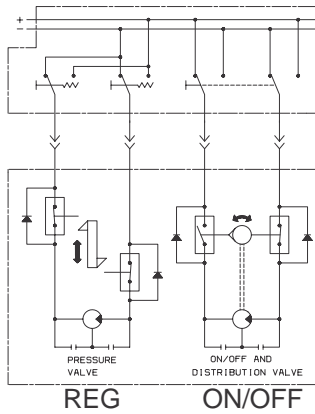 +
−
PRESSURE
VALVE
ON/OFF AND
DISTRIBUTION VALVE
REG
ON/OFF